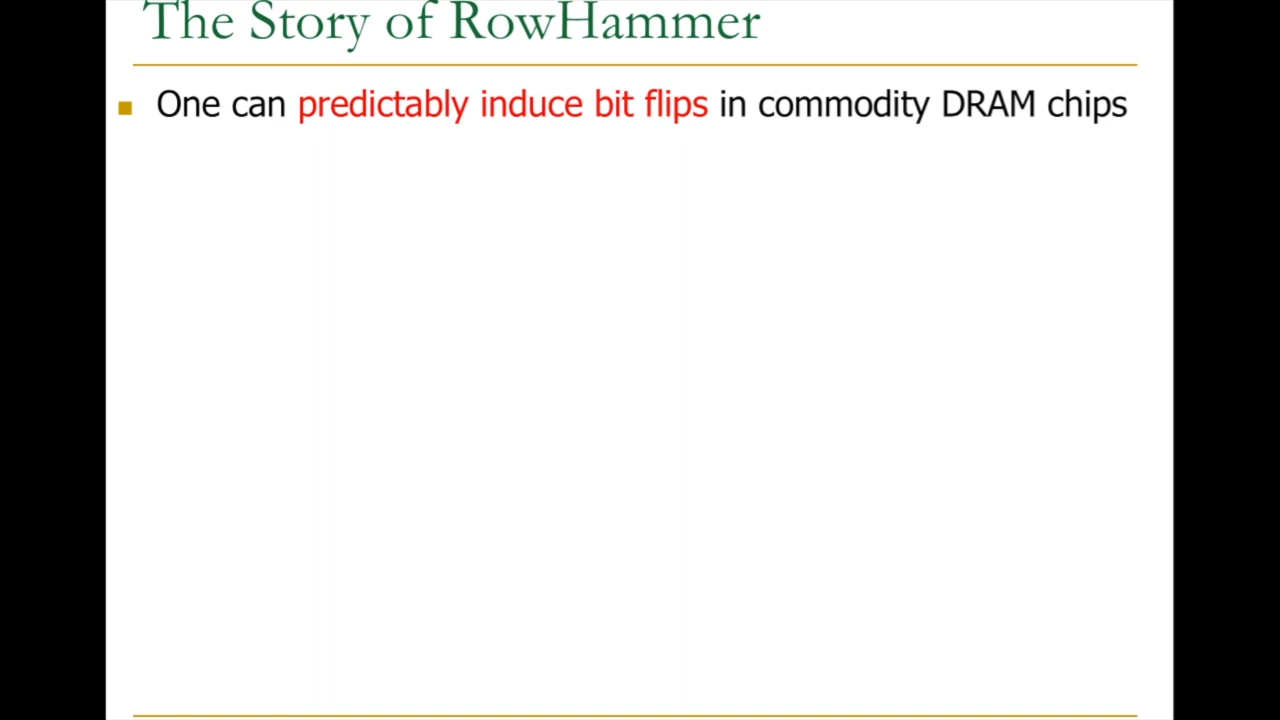 The Story of RowHammer
One can predictably induce bit flips in commodity DRAM chips